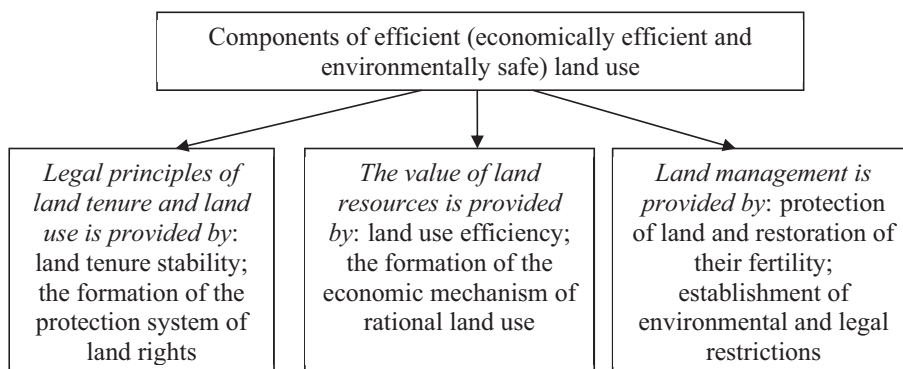 Components of efficient (economically efficient and
environmentally safe) land use
Legal principles of
land tenure and land
use is provided by:
land tenure stability;
the formation of the
protection system of
land rights
The value of land
resources is provided
by: land use efficiency;
the formation of the
economic mechanism of
rational land use
Land management is
provided by: protection
of land and restoration of
their fertility;
establishment of
environmental and legal
restrictions